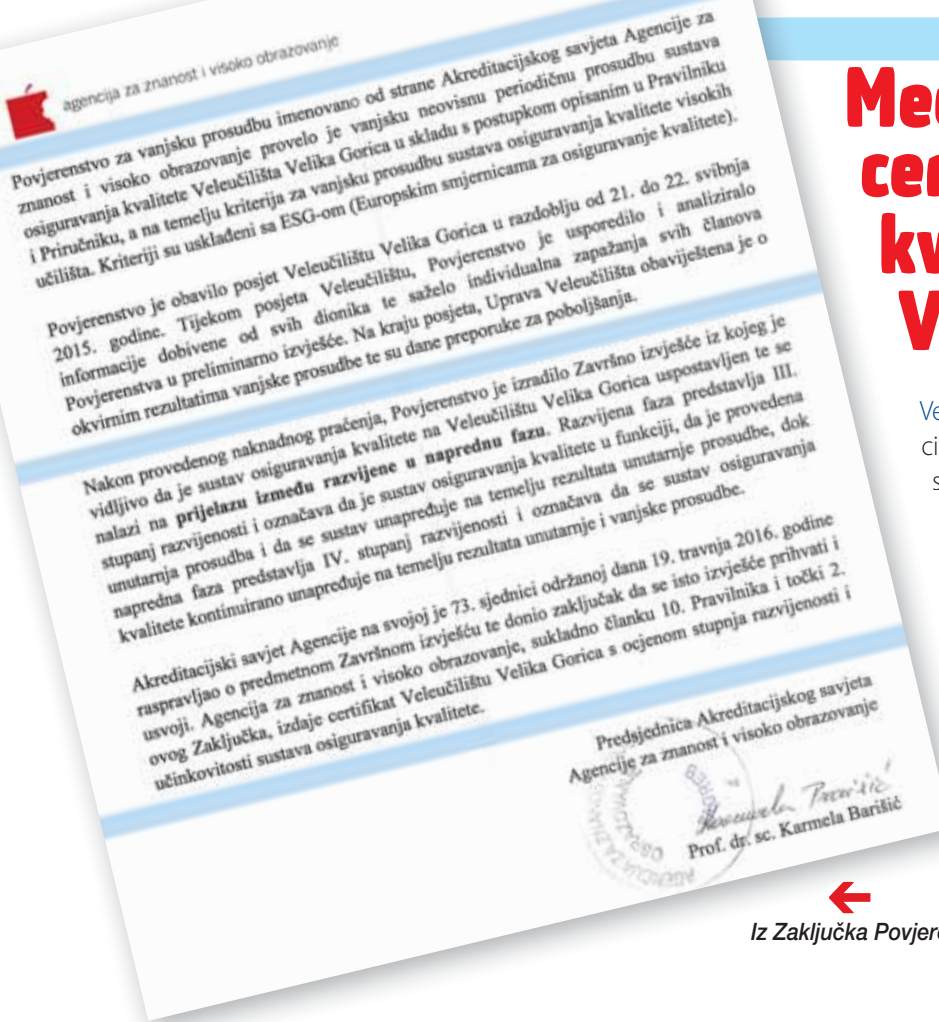 agencija za znanost i visoko obrazovanje
Povjerenstvo za vanjsku prosudbu imenovano od strane Akreditacijskog savjeta Agencije za
znanost i visoko obrazovanje provelo je vanjsku neovisnu periodičnu prosudbu sustava
osiguravanja kvalitete Veleučilišta Velika Gorica u skladu s postupkom opisanim u Pravilniku
i Priručniku, a na temelju kriterija za vanjsku prosudbu sustava osiguravanja kvalitete visokih
učilišta. Kriteriji su usklađeni sa ESG-om (Europskim smjernicama za osiguravanje kvalitete).
Povjerenstvo je obavilo posjet Veleučilištu Velika Gorica u razdoblju od 21. do 22. svibnja
2015. godine. Tijekom posjeta Veleučilištu, Povjerenstvo je usporedilo i analiziralo
informacije dobivene od svih dionika te saželo individualna zapažanja svih članova
Povjerenstva u preliminarno izvješće. Na kraju posjeta, Uprava Veleučilišta obaviještena je o
okvirnim rezultatima vanjske prosudbe te su dane preporuke za poboljšanja.
Nakon provedenog naknadnog praćenja, Povjerenstvo je izradilo Završno izvješće iz kojeg je
vidljivo da je sustav osiguravanja kvalitete na Veleučilištu Velika Gorica uspostavljen te se
nalazi na prijelazu između razvijene u naprednu fazu. Razvijena faza predstavlja III.
stupanj razvijenosti i označava da je sustav osiguravanja kvalitete u funkciji, da je provedena
unutarnja prosudba i da se sustav unapređuje na temelju rezultata unutarnje prosudbe, dok
napredna faza predstavlja IV. stupanj razvijenosti i označava da se sustav osiguravanja
kvalitete kontinuirano unapređuje na temelju rezultata unutarnje i vanjske prosudbe.
Akreditacijski savjet Agencije na svojoj je 73. sjednici održanoj dana 19. travnja 2016. godine
raspravljao o predmetnom Završnom izvješću te donio zaključak da se isto izvješće prihvati i
usvoji. Agencija za znanost i visoko obrazovanje, sukladno članku 10. Pravilnika i točki 2.
ovog Zaključka, izdaje certifikat Veleučilištu Velika Gorica s ocjenom stupnja razvijenosti i
učinkovitosti sustava osiguravanja kvalitete.
Predsjednica Akreditacijskog savjeta
Agencije za znanost i visoko obrazovanje
Prof. dr. sc. Karmela Barišić
Iz Zaključka